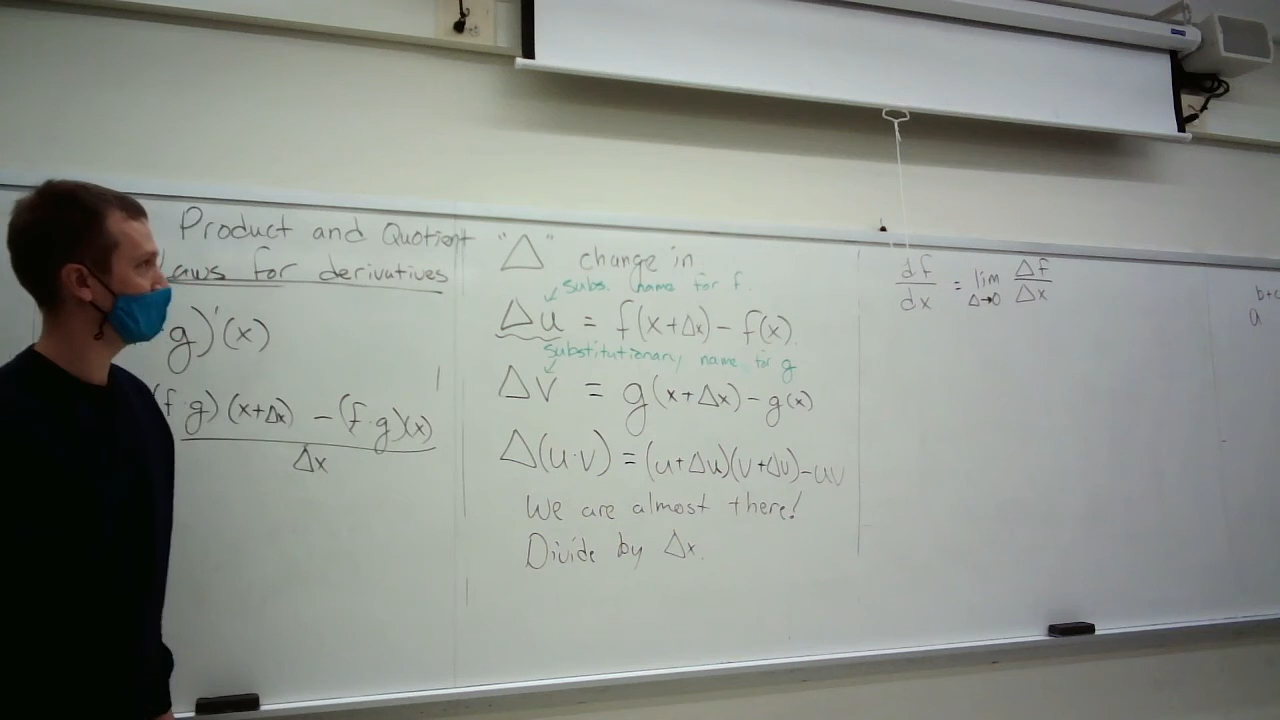 Product and Quotient
Laws for derivatives
g)'(x)
(f·g)(x+Δx) - (f·g)(x)
Δx
"Δ" change in
subs. name for f.
Δu = f(x+Δx) - f(x).
substitutionary name for g
Δv = g(x+Δx) - g(x)
Δ(u·v) = (u+Δu)(v+Δv) - uv
We are almost there!
Divide by Δx.
df/dx = lim Δ→0 Δf/Δx
b+c
a